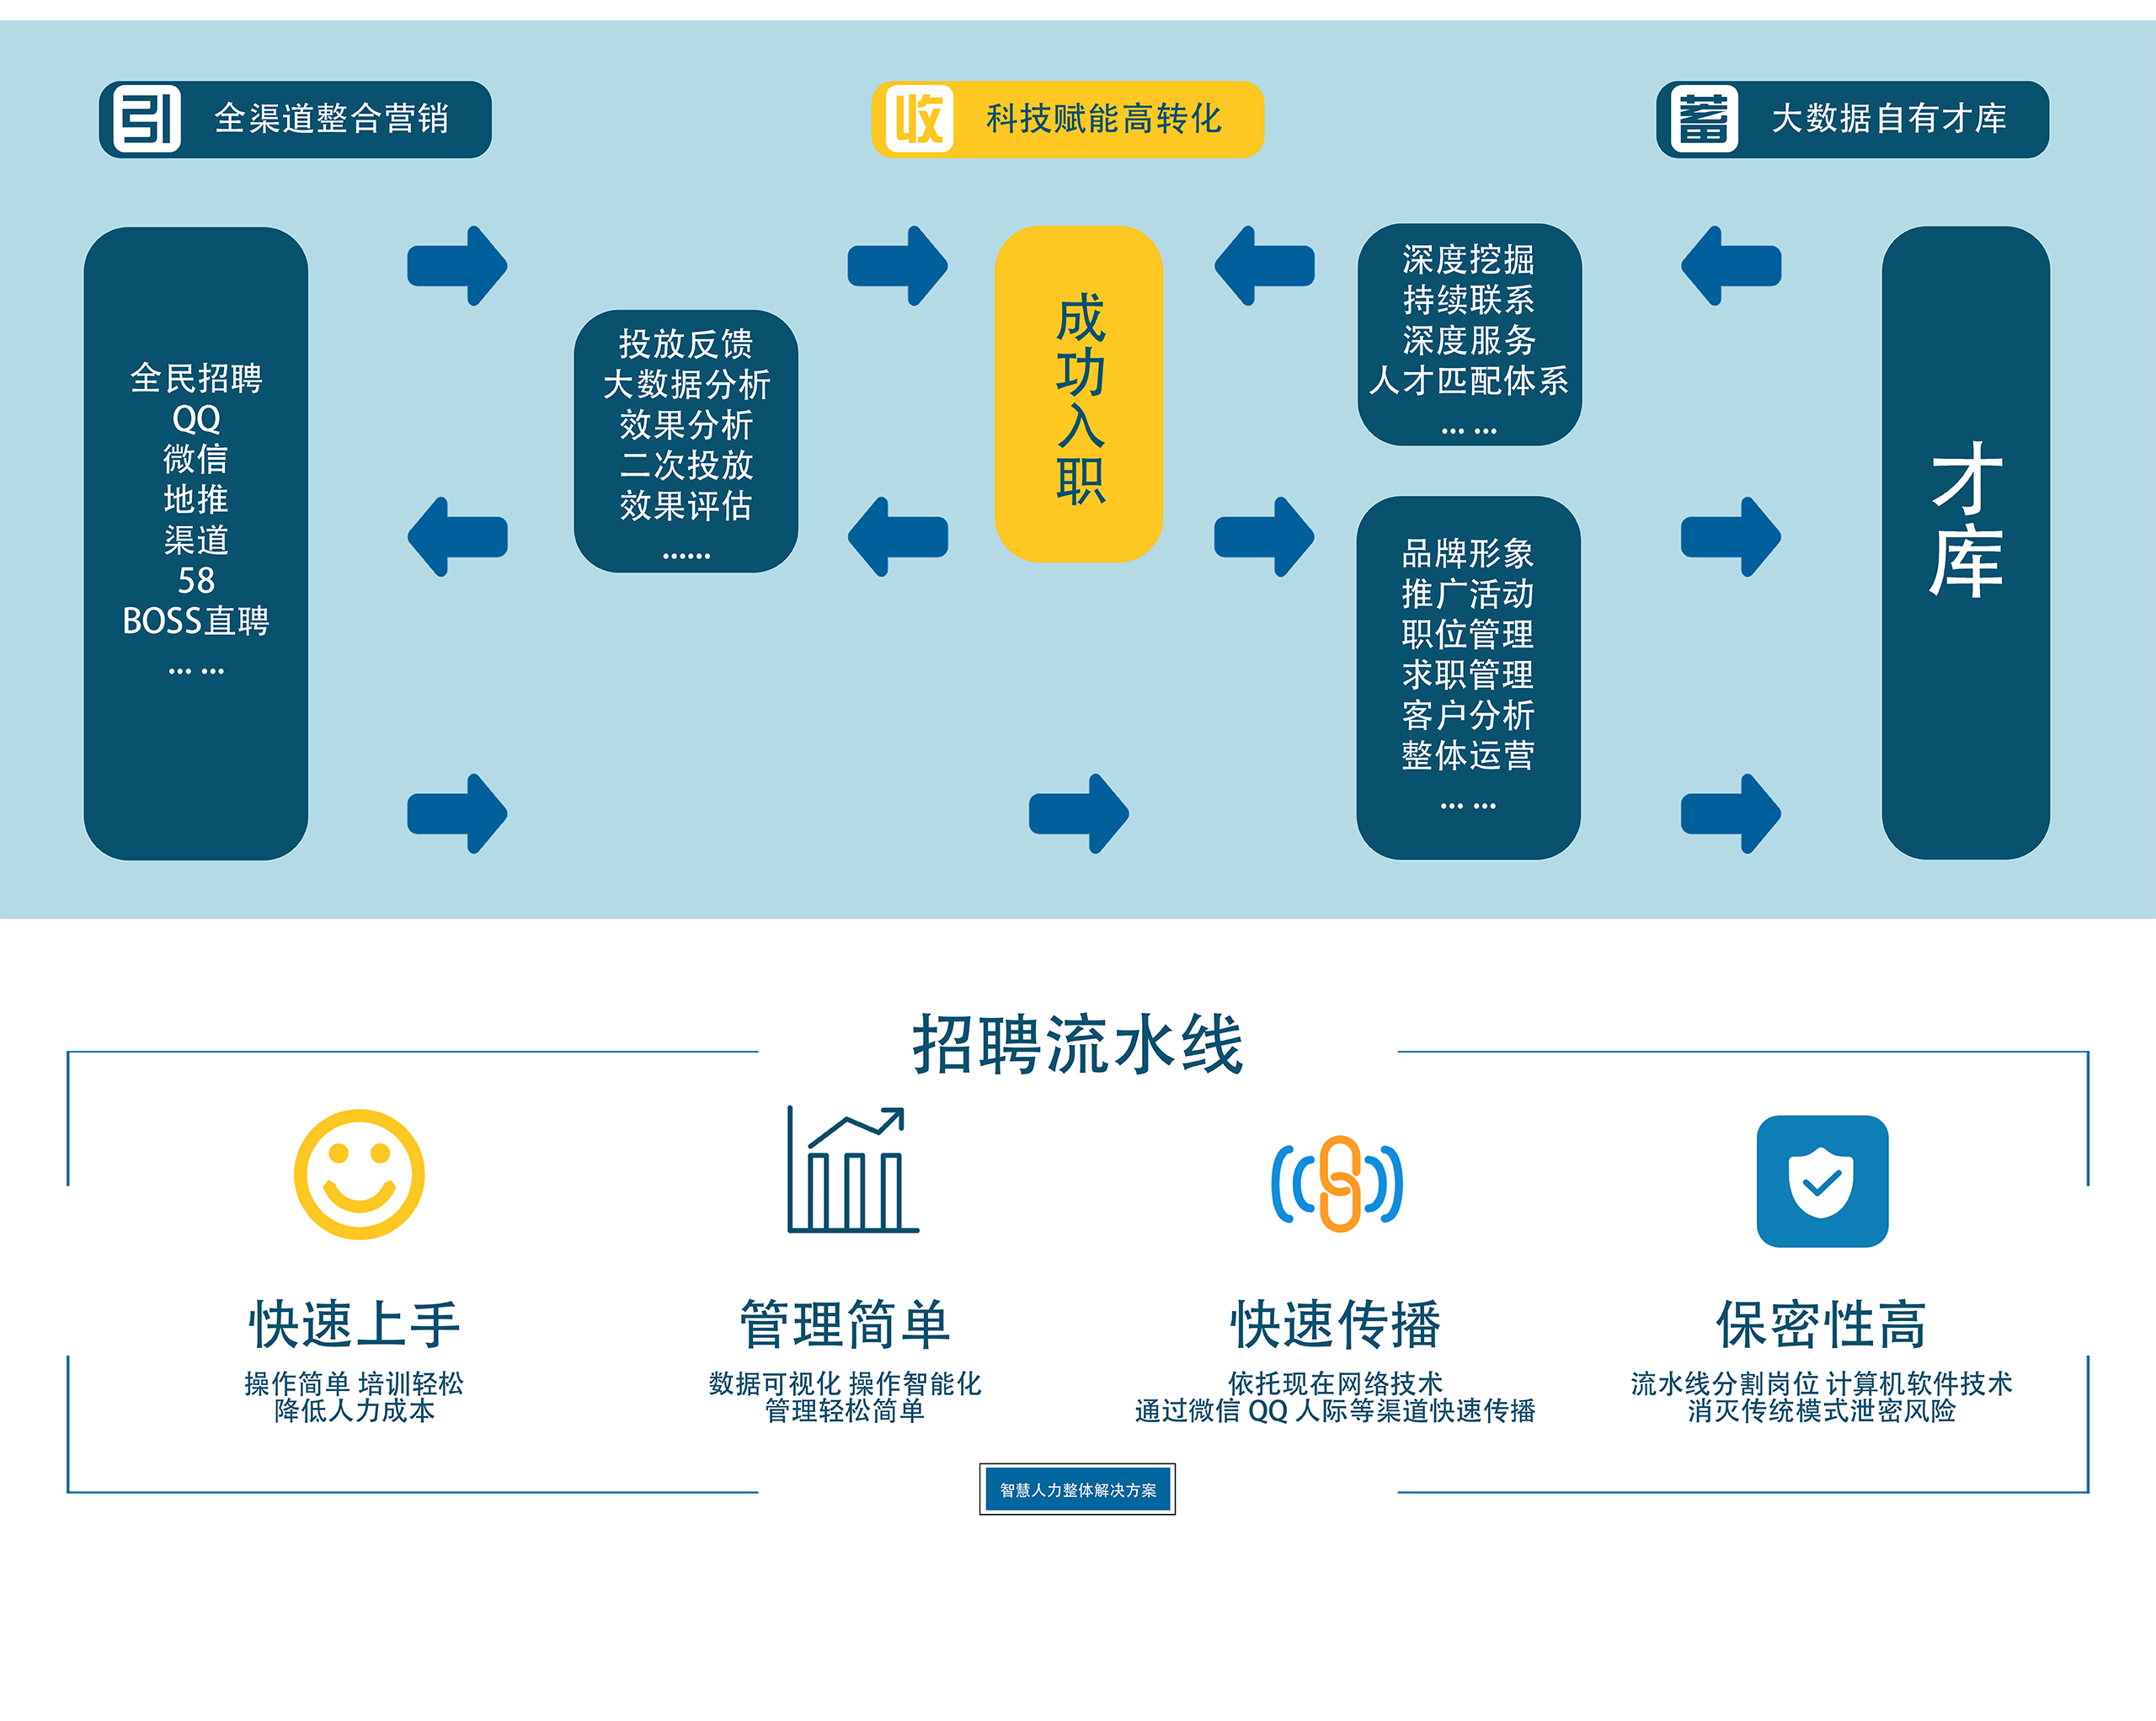 引 全渠道整合营销
收 科技赋能高转化
蓄 大数据自有才库
全民招聘
QQ
微信
地推
渠道
58
BOSS直聘
... ...
投放反馈
大数据分析
效果分析
二次投放
效果评估
......
成
功
入
职
深度挖掘
持续联系
深度服务
人才匹配体系
... ...
品牌形象
推广活动
职位管理
求职管理
客户分析
整体运营
... ...
才
库
招聘流水线
快速上手
操作简单 培训轻松
降低人力成本
管理简单
数据可视化 操作智能化
管理轻松简单
快速传播
依托现在网络技术
通过微信 QQ 人际等渠道快速传播
保密性高
流水线分割岗位 计算机软件技术
消灭传统模式泄密风险
智慧人力整体解决方案